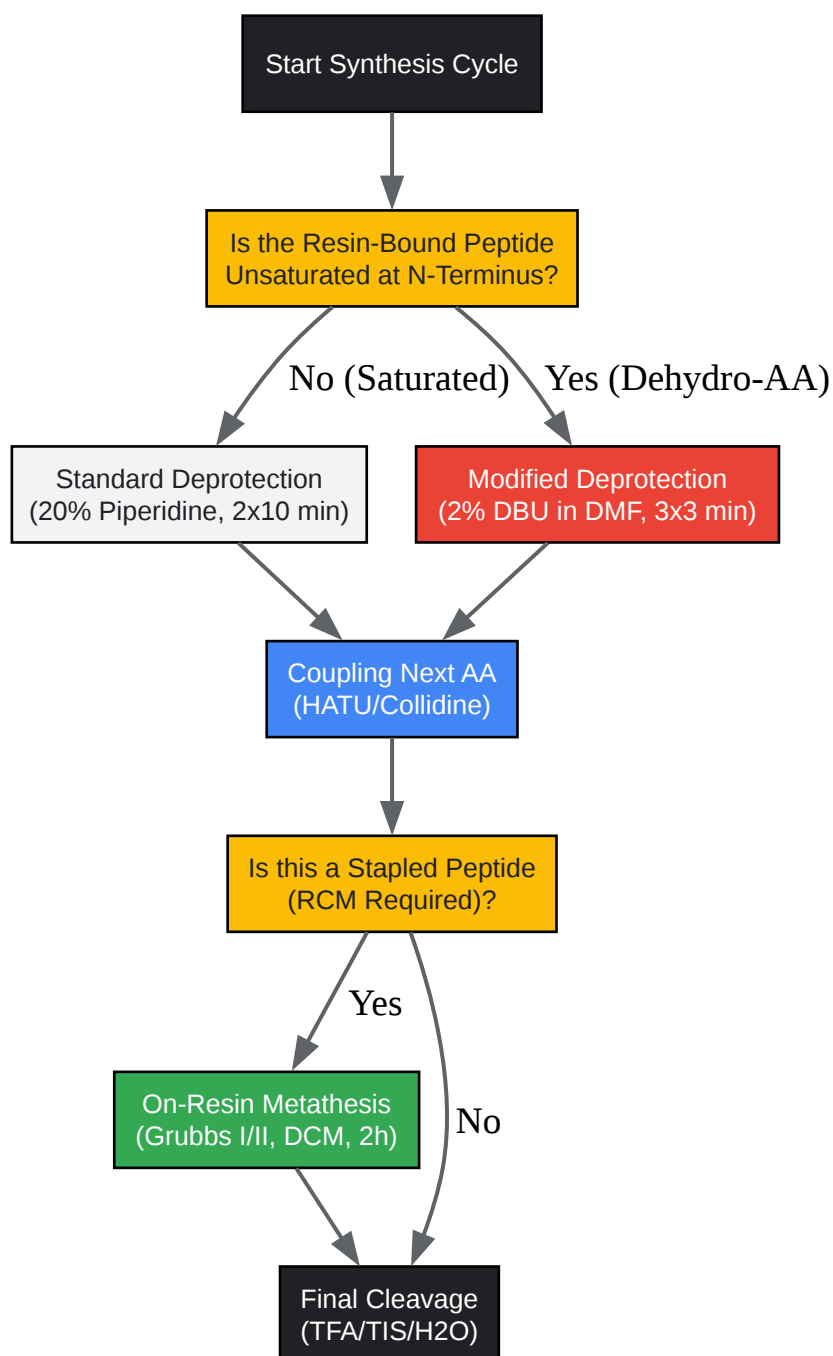 Start Synthesis Cycle
Is the Resin-Bound Peptide
Unsaturated at N-Terminus?
No (Saturated)
Yes (Dehydro-AA)
Standard Deprotection
(20% Piperidine, 2x10 min)
Modified Deprotection
(2% DBU in DMF, 3x3 min)
Coupling Next AA
(HATU/Collidine)
Is this a Stapled Peptide
(RCM Required)?
Yes
On-Resin Metathesis
(Grubbs I/II, DCM, 2h)
No
Final Cleavage
(TFA/TIS/H2O)